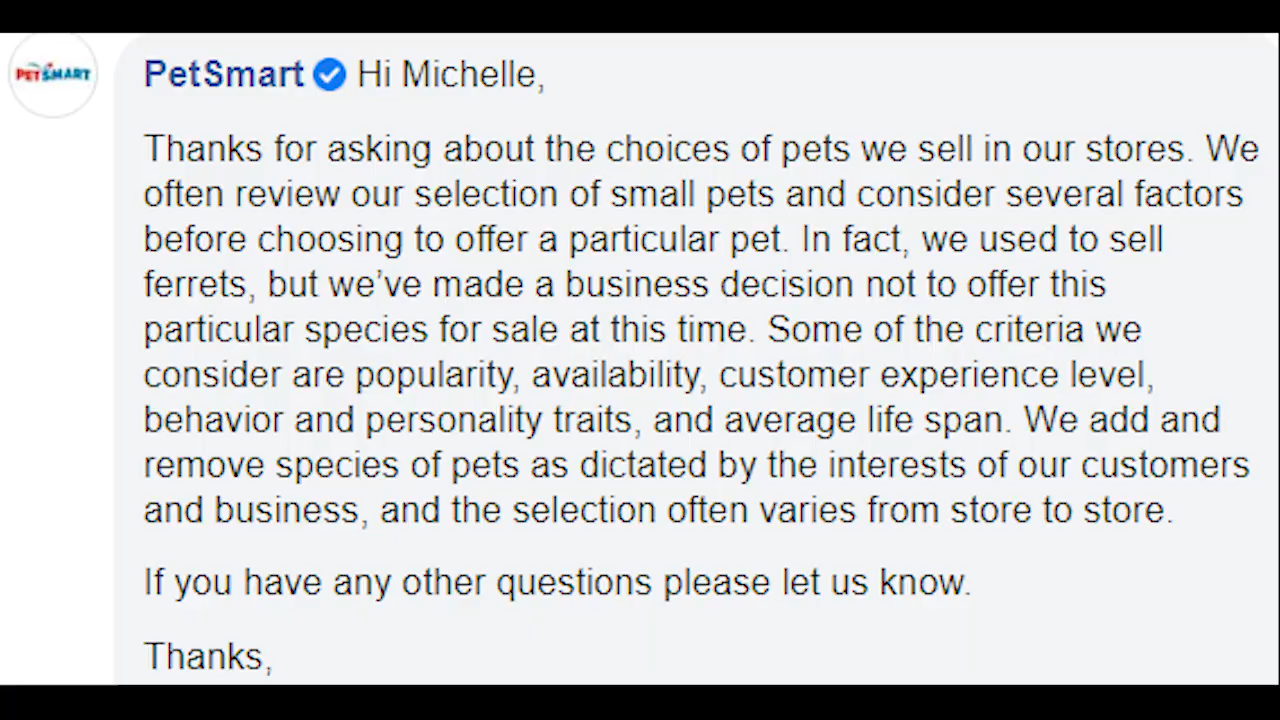 PETSMART
PetSmart Hi Michelle,
Thanks for asking about the choices of pets we sell in our stores. We
often review our selection of small pets and consider several factors
before choosing to offer a particular pet. In fact, we used to sell
ferrets, but we’ve made a business decision not to offer this
particular species for sale at this time. Some of the criteria we
consider are popularity, availability, customer experience level,
behavior and personality traits, and average life span. We add and
remove species of pets as dictated by the interests of our customers
and business, and the selection often varies from store to store.
If you have any other questions please let us know.
Thanks,